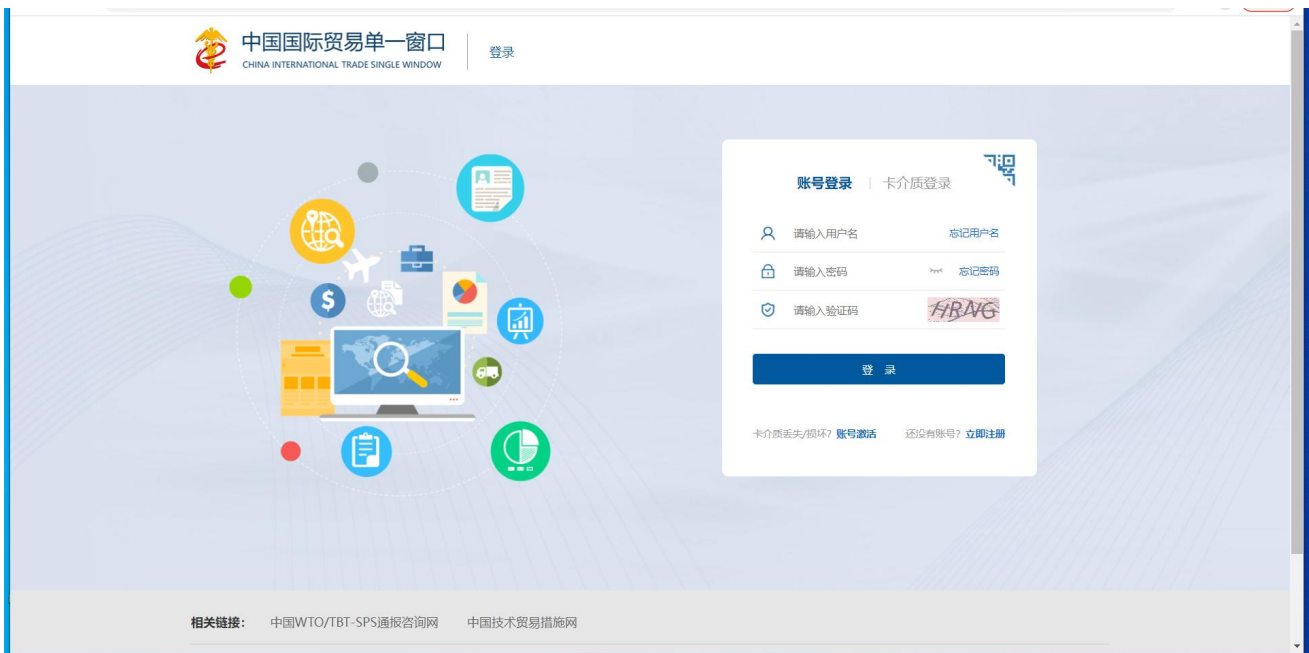 中国国际贸易单一窗口
CHINA INTERNATIONAL TRADE SINGLE WINDOW
登录
账号登录 卡介质登录
请输入用户名 忘记用户名
请输入密码 忘记密码
请输入验证码 HRNG
登 录
卡介质丢失/损坏? 账号激活 还没有账号? 立即注册
相关链接: 中国WTO/TBT-SPS通报咨询网 中国技术贸易措施网